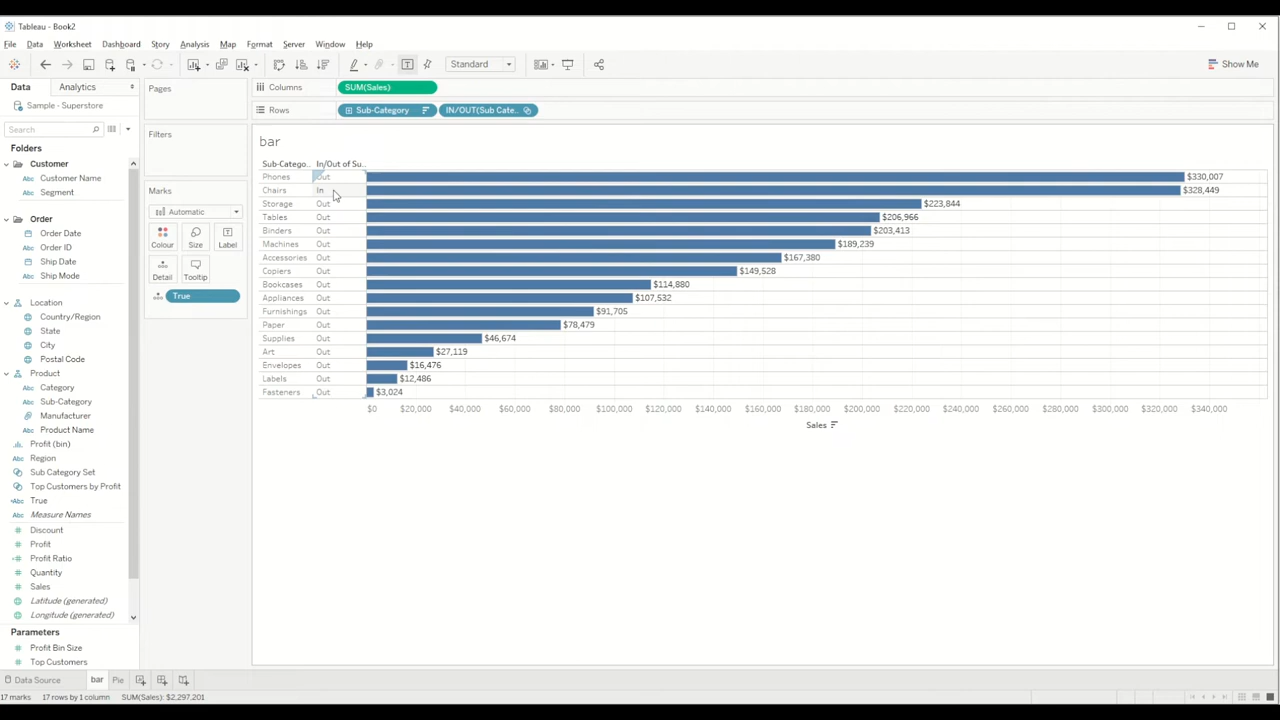 Tableau - Book2
File Data Worksheet Dashboard Story Analysis Map Format Server Window Help
Standard
Show Me
Data Analytics
Pages
Columns SUM(Sales)
Sample - Superstore
Rows Sub-Category IN/OUT(Sub Cate..
Search
Filters
Folders
Customer
Customer Name
Segment
Order
Order Date
Order ID
Ship Date
Ship Mode
Location
Country/Region
State
City
Postal Code
Product
Category
Sub-Category
Manufacturer
Product Name
Profit (bin)
Region
Sub Category Set
Top Customers by Profit
True
Measure Names
Discount
Profit
Profit Ratio
Quantity
Sales
Latitude (generated)
Longitude (generated)
Parameters
Profit Bin Size
Top Customers
Marks
Automatic
Colour Size Label
Detail Tooltip
True
bar
Sub-Catego.. In/Out of Su..
Phones Out $330,007
Chairs In $328,449
Storage Out $223,844
Tables Out $206,966
Binders Out $203,413
Machines Out $189,239
Accessories Out $167,380
Copiers Out $149,528
Bookcases Out $114,880
Appliances Out $107,532
Furnishings Out $91,705
Paper Out $78,479
Supplies Out $46,674
Art Out $27,119
Envelopes Out $16,476
Labels Out $12,486
Fasteners Out $3,024
$0 $20,000 $40,000 $60,000 $80,000 $100,000 $120,000 $140,000 $160,000 $180,000 $200,000 $220,000 $240,000 $260,000 $280,000 $300,000 $320,000 $340,000
Sales
Data Source bar Pie
17 marks 17 rows by 1 column SUM(Sales): $2,297,201